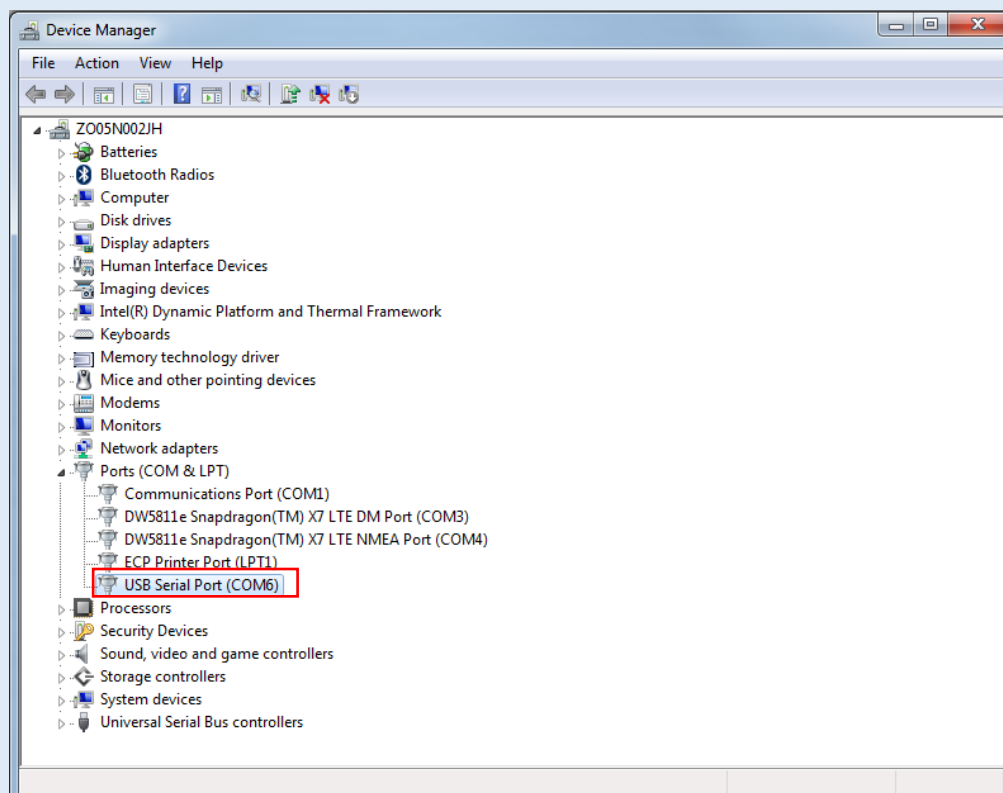 Device Manager
File Action View Help
ZO05N002JH
Batteries
Bluetooth Radios
Computer
Disk drives
Display adapters
Human Interface Devices
Imaging devices
Intel(R) Dynamic Platform and Thermal Framework
Keyboards
Memory technology driver
Mice and other pointing devices
Modems
Monitors
Network adapters
Ports (COM & LPT)
Communications Port (COM1)
DW5811e Snapdragon(TM) X7 LTE DM Port (COM3)
DW5811e Snapdragon(TM) X7 LTE NMEA Port (COM4)
ECP Printer Port (LPT1)
USB Serial Port (COM6)
Processors
Security Devices
Sound, video and game controllers
Storage controllers
System devices
Universal Serial Bus controllers